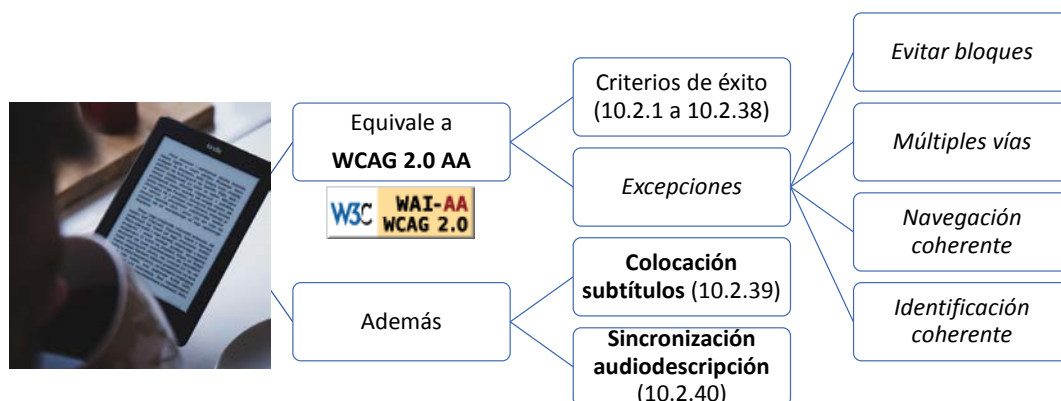 kindle
Equivale a
WCAG 2.0 AA
W3C WAI-AA
WCAG 2.0
Además
Criterios de éxito
(10.2.1 a 10.2.38)
Excepciones
Colocación
subtítulos (10.2.39)
Sincronización
audiodescripción
(10.2.40)
Evitar bloques
Múltiples vías
Navegación
coherente
Identificación
coherente